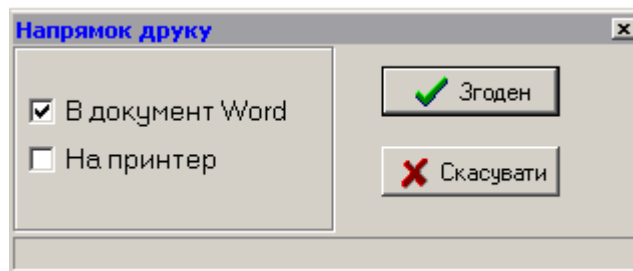 Напрямок друку
В документ Word
На принтер
Згоден
Скасувати